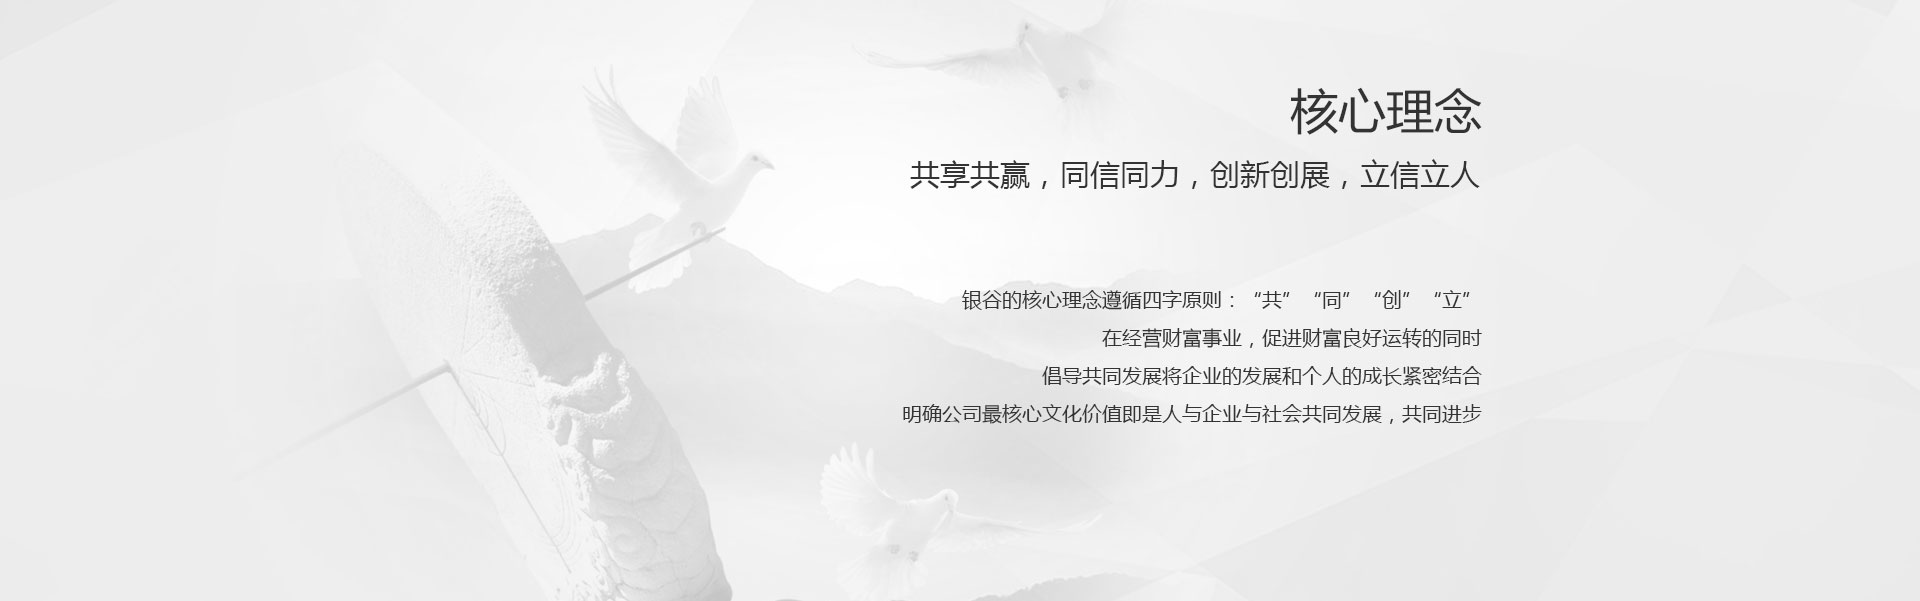 核心理念
共享共赢，同信同力，创新创展，立信立人
银谷的核心理念遵循四字原则：“共”“同”“创”“立”
在经营财富事业，促进财富良好运转的同时
倡导共同发展将企业的发展和个人的成长紧密结合
明确公司最核心文化价值即是人与企业与社会共同发展，共同进步